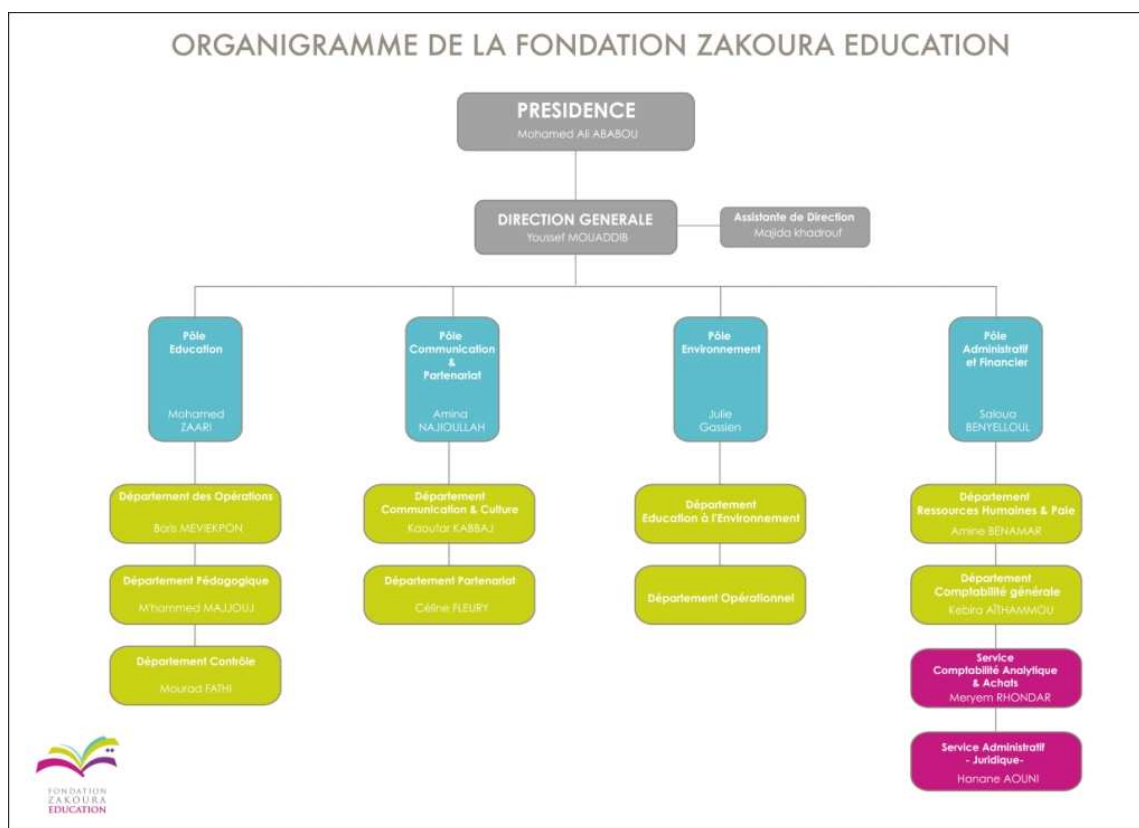 ORGANIGRAMME DE LA FONDATION ZAKOURA EDUCATION
PRESIDENCE
Mohamed Ali ABABOU
DIRECTION GENERALE
Youssef MOUADDIB
Assistante de Direction
Majida khadrouf
Pôle
Education
Mohamed
ZAARI
Pôle
Communication
&
Partenariat
Amina
NAJIOULLAH
Pôle
Environnement
Julie
Gassien
Pôle
Administratif
et Financier
Saloua
BENYELLOUL
Département des Opérations
Boris MEVIEKPON
Département Pédagogique
M'hammed MAJJOUJ
Département Contrôle
Mourad FATHI
Département
Communication & Culture
Kaoutar KABBAJ
Département Partenariat
Céline FLEURY
Département
Education à l'Environnement
Département Opérationnel
Département
Ressources Humaines & Paie
Amine BENAMAR
Département
Comptabilité générale
Kebira AÏTHAMMOU
Service
Comptabilité Analytique
& Achats
Meryem RHONDAR
Service Administratif
- Juridique-
Hanane AOUNI
FONDATION
ZAKOURA
EDUCATION